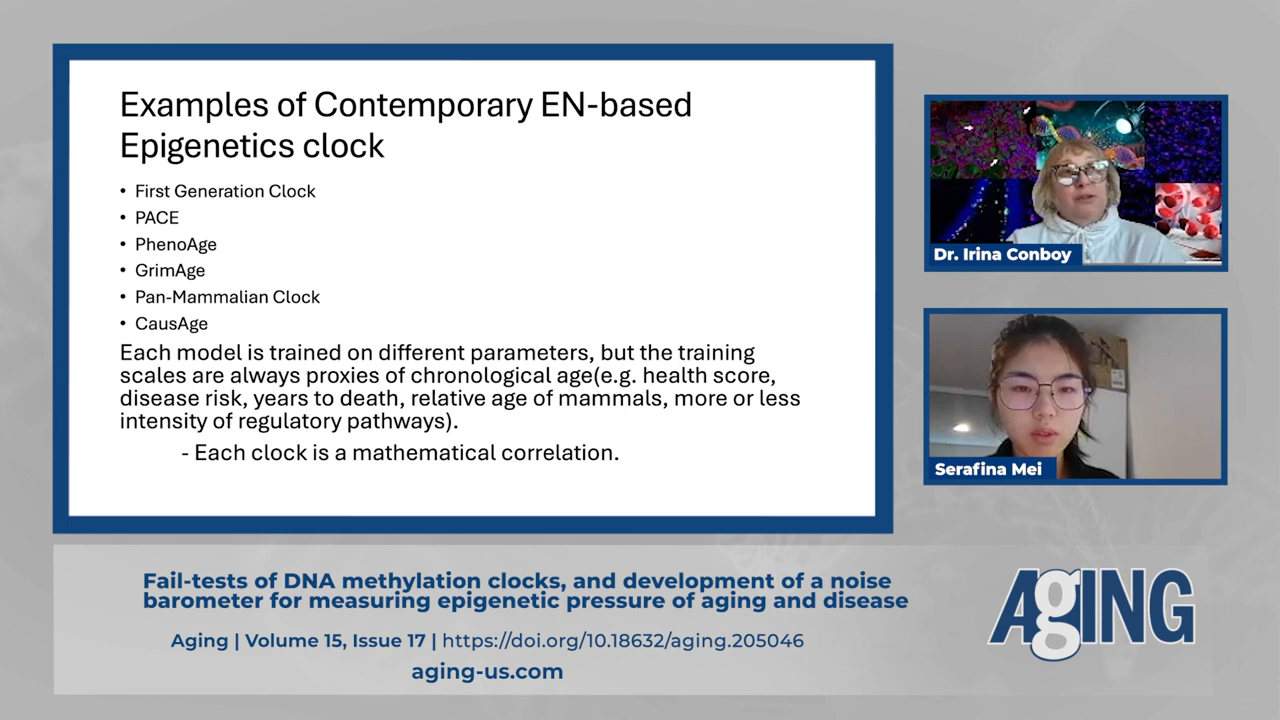 Examples of Contemporary EN-based
Epigenetics clock
• First Generation Clock
• PACE
• PhenoAge
• GrimAge
• Pan-Mammalian Clock
• CausAge
Each model is trained on different parameters, but the training
scales are always proxies of chronological age(e.g. health score,
disease risk, years to death, relative age of mammals, more or less
intensity of regulatory pathways).
- Each clock is a mathematical correlation.
Dr. Irina Conboy
Serafina Mei
Fail-tests of DNA methylation clocks, and development of a noise
barometer for measuring epigenetic pressure of aging and disease
Aging | Volume 15, Issue 17 | https://doi.org/10.18632/aging.205046
aging-us.com
AgING